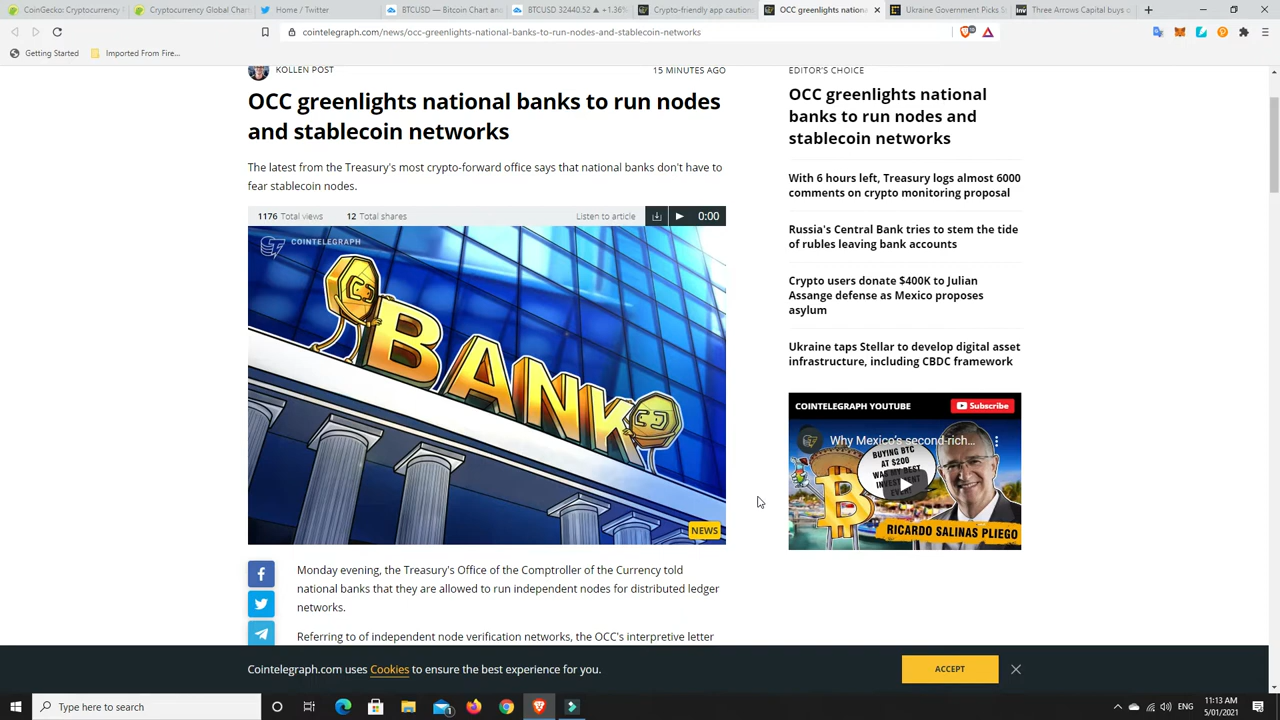 CoinGecko: Cryptocurrency F
Cryptocurrency Global Chart
Home / Twitter
BTCUSD — Bitcoin Chart and
BTCUSD 32440.52 ▲ +1.36%
Crypto-friendly app caution
OCC greenlights nationa
Ukraine Government Picks S
Three Arrows Capital buys o
cointelegraph.com/news/occ-greenlights-national-banks-to-run-nodes-and-stablecoin-networks
Getting Started
Imported From IE...
KOLLEN POST
15 MINUTES AGO
OCC greenlights national banks to run nodes
and stablecoin networks
The latest from the Treasury's most crypto-forward office says that national banks don't have to
fear stablecoin nodes.
1176 Total views
12 Total shares
Listen to article
0:00
COINTELEGRAPH
BANK
NEWS
Monday evening, the Treasury's Office of the Comptroller of the Currency told
national banks that they are allowed to run independent nodes for distributed ledger
networks.
Referring to of independent node verification networks, the OCC's interpretive letter
EDITOR'S CHOICE
OCC greenlights national
banks to run nodes and
stablecoin networks
With 6 hours left, Treasury logs almost 6000
comments on crypto monitoring proposal
Russia's Central Bank tries to stem the tide
of rubles leaving bank accounts
Crypto users donate $400K to Julian
Assange defense as Mexico proposes
asylum
Ukraine taps Stellar to develop digital asset
infrastructure, including CBDC framework
COINTELEGRAPH YOUTUBE
Subscribe
Why Mexico's second-rich...
BUYING BTC
AT $200
WAS MY BEST
INVESTMENT
EVER
RICARDO SALINAS PLIEGO
Cointelegraph.com uses Cookies to ensure the best experience for you.
ACCEPT
Type here to search
ENG
11:13 AM
5/01/2021